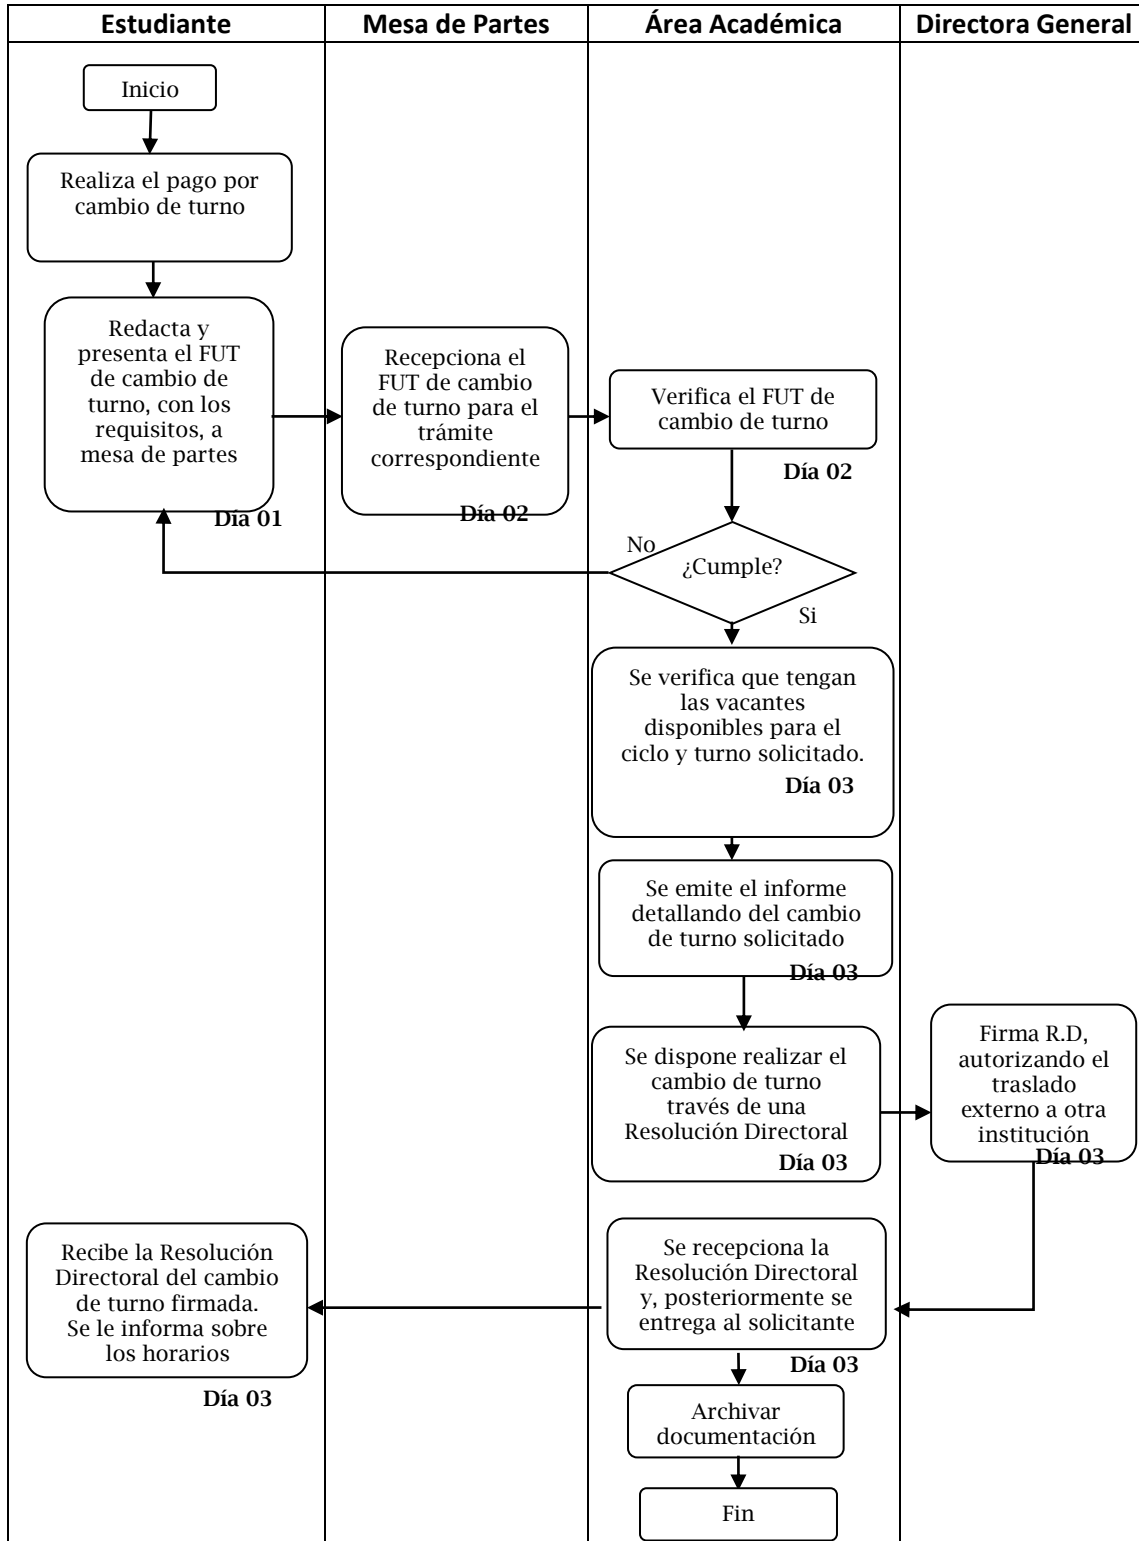 Estudiante
Mesa de Partes
Área Académica
Directora General
Inicio
Realiza el pago por
cambio de turno
Redacta y
presenta el FUT
de cambio de
turno, con los
requisitos, a
mesa de partes
Día 01
Recepciona el
FUT de cambio
de turno para el
trámite
correspondiente
Día 02
Verifica el FUT de
cambio de turno
Día 02
¿Cumple?
No
Si
Se verifica que tengan
las vacantes
disponibles para el
ciclo y turno solicitado.
Día 03
Se emite el informe
detallando del cambio
de turno solicitado
Día 03
Se dispone realizar el
cambio de turno
través de una
Resolución Directoral
Día 03
Firma R.D,
autorizando el
traslado
externo a otra
institución
Día 03
Se recepciona la
Resolución Directoral
y, posteriormente se
entrega al solicitante
Día 03
Recibe la Resolución
Directoral del cambio
de turno firmada.
Se le informa sobre
los horarios
Día 03
Archivar
documentación
Fin